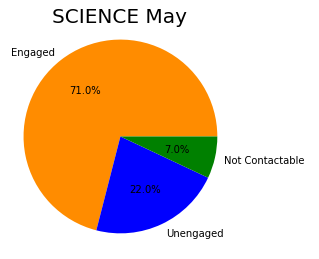 SCIENCE May
Engaged
71.0%
7.0%
Not Contactable
22.0%
Unengaged